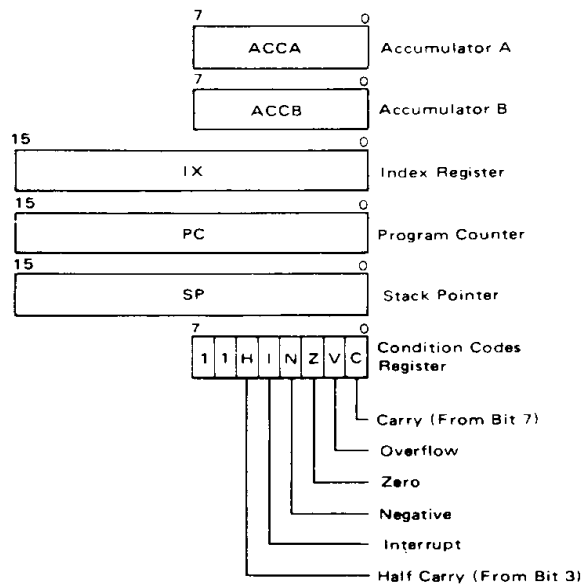 7 0
ACCA Accumulator A
7 0
ACCB Accumulator B
15 0
IX Index Register
15 0
PC Program Counter
15 0
SP Stack Pointer
7 0
1 1 H I N Z V C Condition Codes
Register
Carry (From Bit 7)
Overflow
Zero
Negative
Interrupt
Half Carry (From Bit 3)